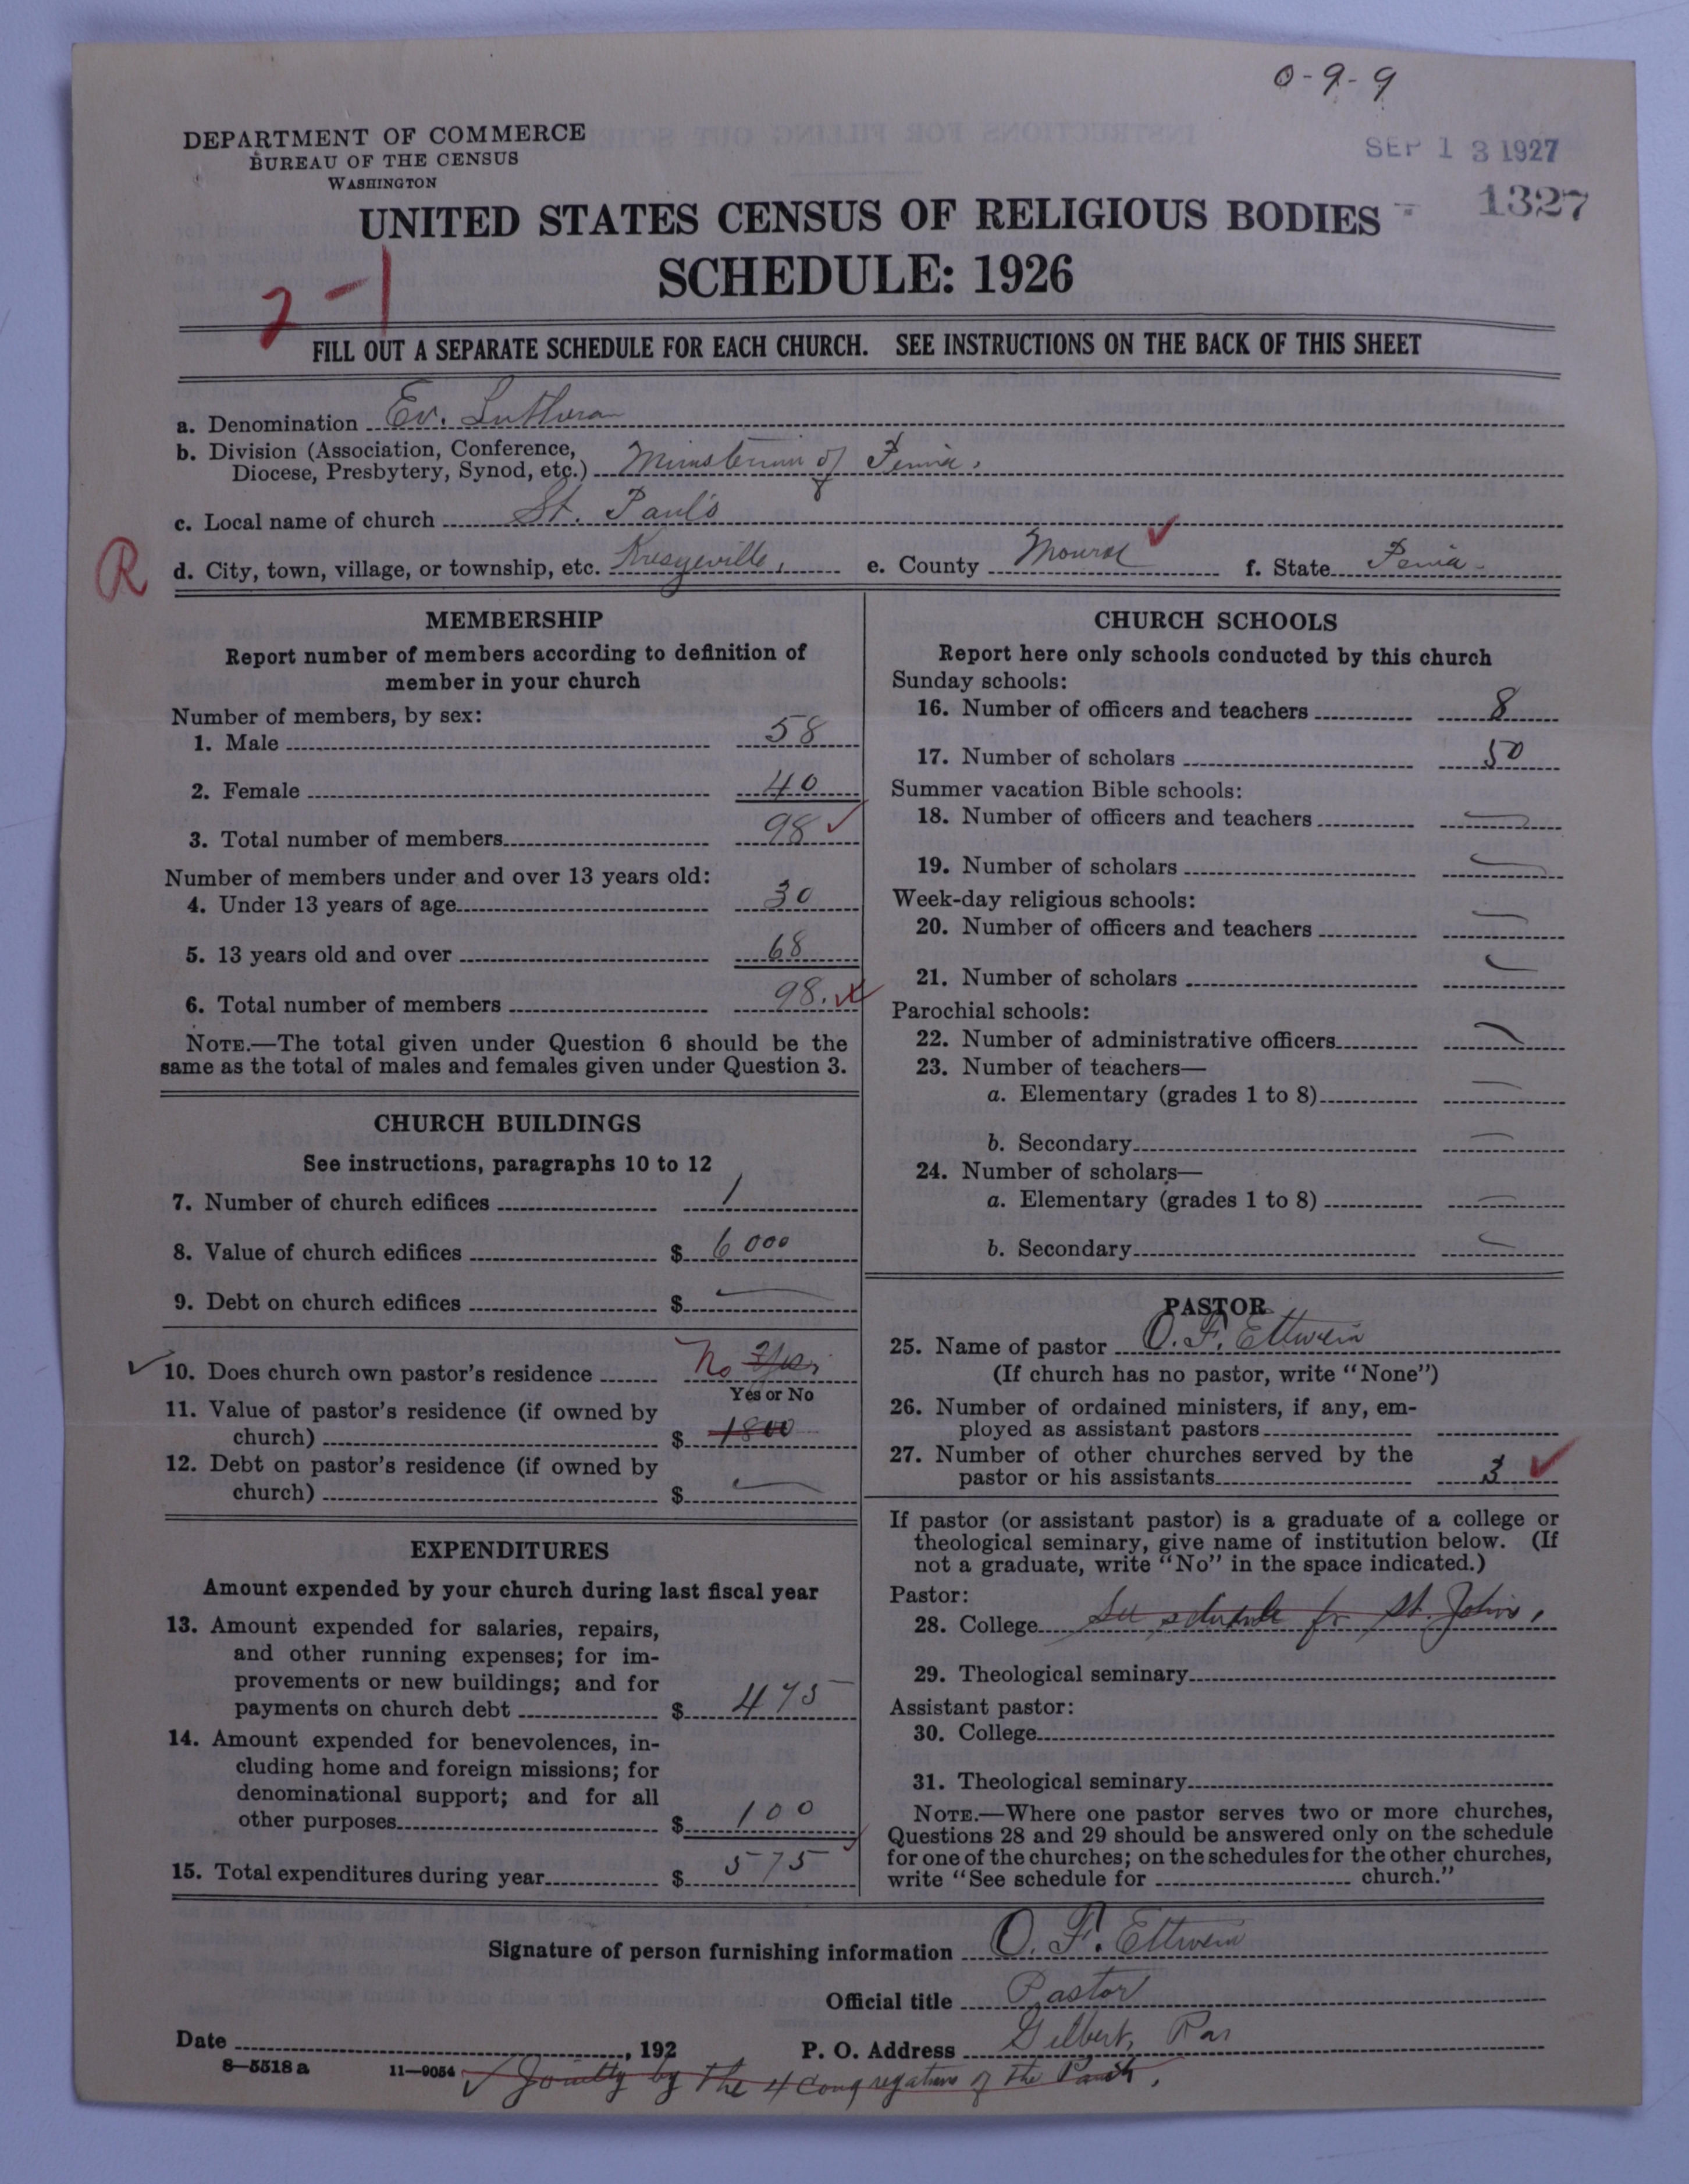 0-9-9
DEPARTMENT OF COMMERCE
BUREAU OF THE CENSUS
WASHINGTON
SEP 13 1927
1327
UNITED STATES CENSUS OF RELIGIOUS BODIES
SCHEDULE: 1926
2-1
FILL OUT A SEPARATE SCHEDULE FOR EACH CHURCH. SEE INSTRUCTIONS ON THE BACK OF THIS SHEET
a. Denomination Ev. Lutheran
b. Division (Association, Conference,
Diocese, Presbytery, Synod, etc.) Ministerium of Penna.
c. Local name of church St. Paul's
R
d. City, town, village, or township, etc. Kresgeville, e. County Monroe f. State Penna.
MEMBERSHIP
Report number of members according to definition of
member in your church
Number of members, by sex:
1. Male 58
2. Female 40
3. Total number of members 98
Number of members under and over 13 years old:
4. Under 13 years of age 30
5. 13 years old and over 68
6. Total number of members 98.
NOTE.—The total given under Question 6 should be the
same as the total of males and females given under Question 3.
CHURCH BUILDINGS
See instructions, paragraphs 10 to 12
7. Number of church edifices 1
8. Value of church edifices $ 6000
9. Debt on church edifices $ —
✓ 10. Does church own pastor's residence No
Yes or No
11. Value of pastor's residence (if owned by
church) $ 1800
12. Debt on pastor's residence (if owned by
church) $ —
EXPENDITURES
Amount expended by your church during last fiscal year
13. Amount expended for salaries, repairs,
and other running expenses; for im-
provements or new buildings; and for
payments on church debt $ 475
14. Amount expended for benevolences, in-
cluding home and foreign missions; for
denominational support; and for all
other purposes $ 100
15. Total expenditures during year $ 575
CHURCH SCHOOLS
Report here only schools conducted by this church
Sunday schools:
16. Number of officers and teachers 8
17. Number of scholars 50
Summer vacation Bible schools:
18. Number of officers and teachers —
19. Number of scholars —
Week-day religious schools:
20. Number of officers and teachers —
21. Number of scholars —
Parochial schools:
22. Number of administrative officers —
23. Number of teachers—
a. Elementary (grades 1 to 8) —
b. Secondary —
24. Number of scholars—
a. Elementary (grades 1 to 8) —
b. Secondary —
PASTOR
25. Name of pastor O. F. Ettwein
(If church has no pastor, write "None")
26. Number of ordained ministers, if any, em-
ployed as assistant pastors
27. Number of other churches served by the
pastor or his assistants 3 ✓
If pastor (or assistant pastor) is a graduate of a college or
theological seminary, give name of institution below. (If
not a graduate, write "No" in the space indicated.)
Pastor:
28. College See schedule for St. John's,
29. Theological seminary
Assistant pastor:
30. College
31. Theological seminary
NOTE.—Where one pastor serves two or more churches,
Questions 28 and 29 should be answered only on the schedule
for one of the churches; on the schedules for the other churches,
write "See schedule for church."
Signature of person furnishing information O. F. Ettwein
Official title Pastor
Date , 192 P. O. Address Gilbert, Pa.
8—5518a 11—9054
✓ Jointly by the 4 congregations of the Parish.